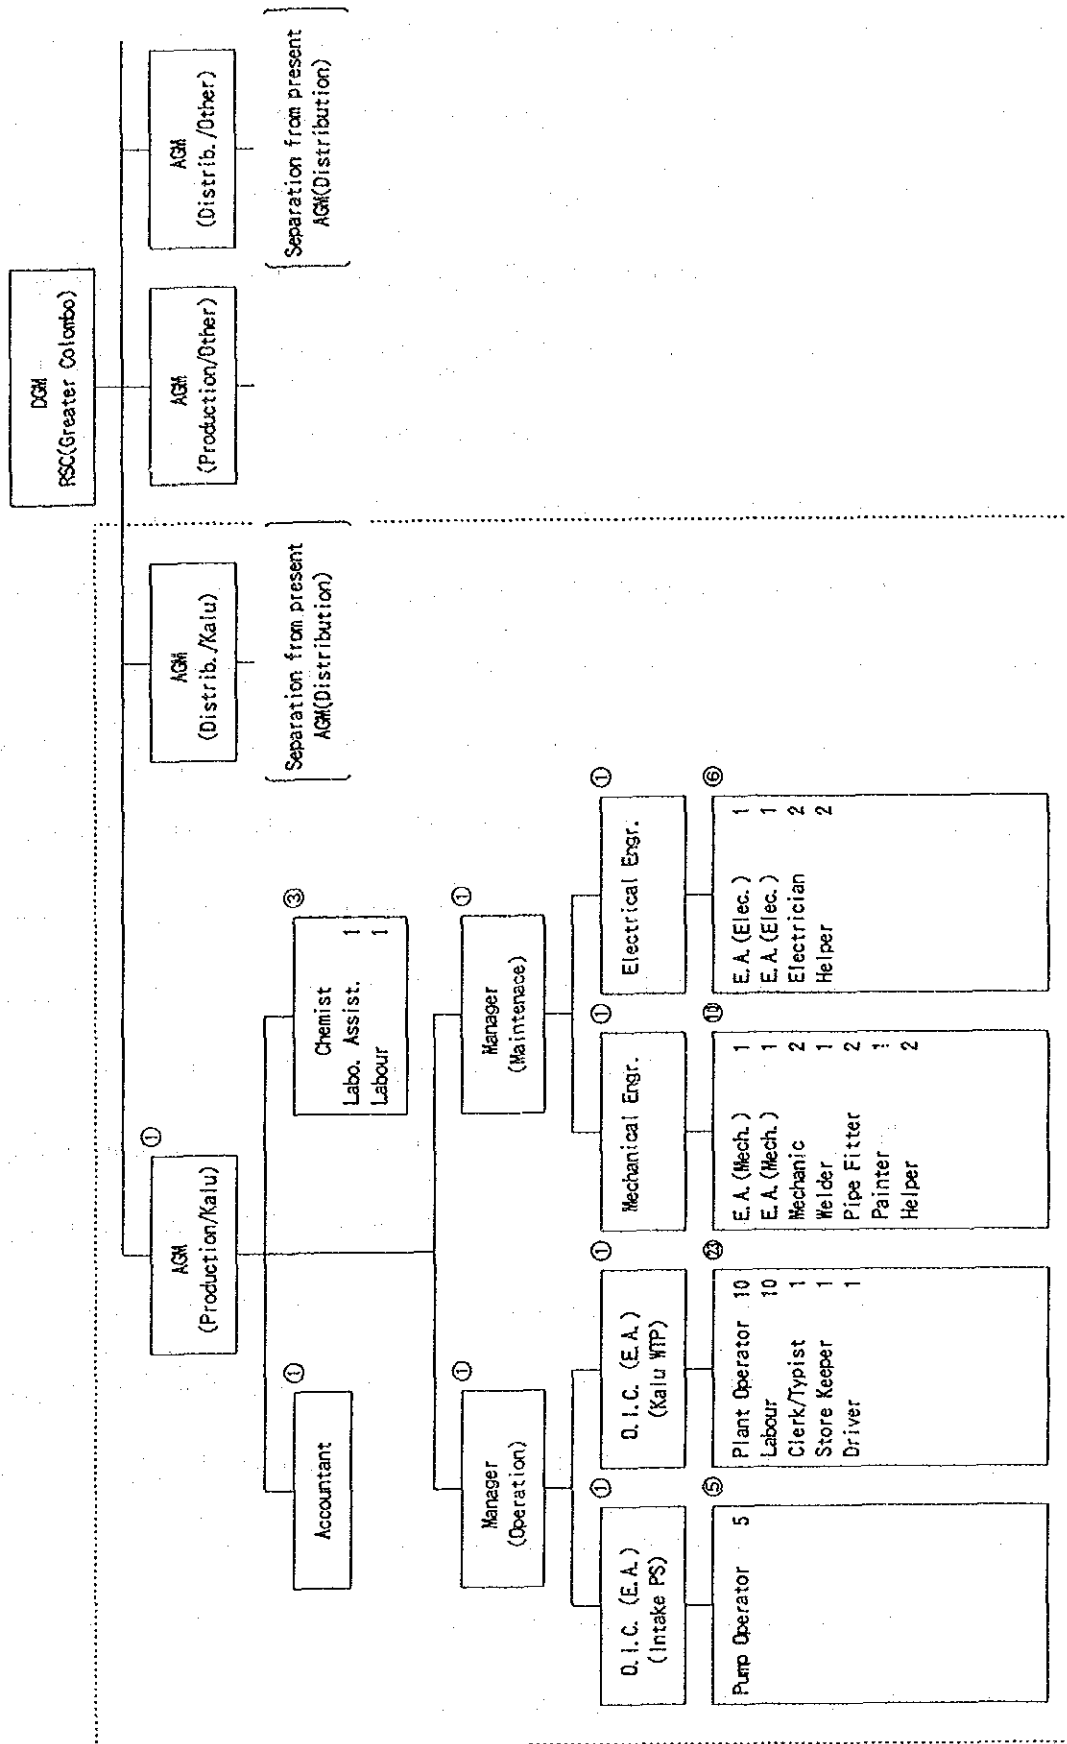 DGM
RSC(Greater Colombo)
①
AGM
(Production/Kalu)
AGM
(Distrib./Kalu)
AGM
(Production/Other)
AGM
(Distrib./Other)
Separation from present
AGM(Distribution)
Separation from present
AGM(Distribution)
①
Accountant
③
Chemist
Labo. Assist. 1
Labour 1
①
Manager
(Operation)
①
Manager
(Maintenace)
①
O.I.C. (E.A.)
(Intake PS)
①
O.I.C. (E.A.)
(Kalu WTP)
①
Mechanical Engr.
①
Electrical Engr.
⑤
Pump Operator 5
㉓
Plant Operator 10
Labour 10
Clerk/Typist 1
Store Keeper 1
Driver 1
⑩
E.A.(Mech.) 1
E.A.(Mech.) 1
Mechanic 2
Welder 1
Pipe Fitter 2
Painter 1
Helper 2
⑥
E.A.(Elec.) 1
E.A.(Elec.) 1
Electrician 2
Helper 2